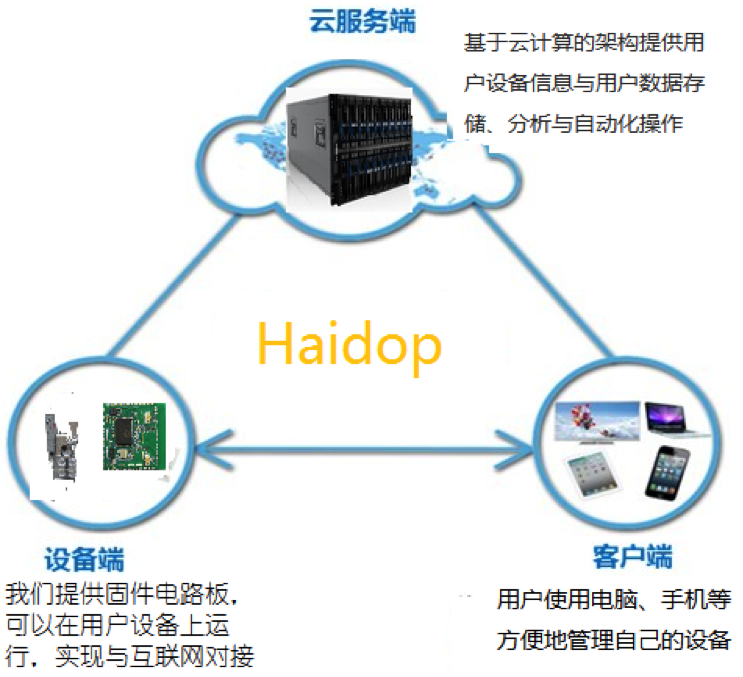 云服务端
基于云计算的架构提供用
户设备信息与用户数据存
储、分析与自动化操作
Haidop
设备端
我们提供固件电路板，
可以在用户设备上运
行，实现与互联网对接
客户端
用户使用电脑、手机等
方便地管理自己的设备